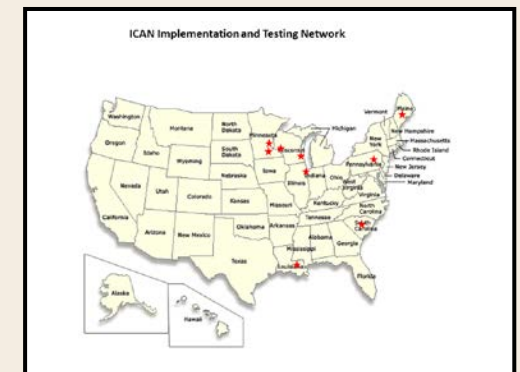 ICAN Implementation and Testing Network
Washington
Oregon
California
Nevada
Idaho
Montana
Wyoming
Utah
Arizona
Colorado
New Mexico
North
Dakota
South
Dakota
Nebraska
Kansas
Oklahoma
Texas
Minnesota
Iowa
Missouri
Arkansas
Louisiana
Wisconsin
Illinois
Michigan
Indiana
Ohio
Kentucky
Tennessee
Mississippi
Alabama
Georgia
Florida
South
Carolina
North
Carolina
Virginia
West
Virginia
Pennsylvania
New
York
Vermont
Maine
New Hampshire
Massachusetts
Rhode Island
Connecticut
New Jersey
Delaware
Maryland
Alaska
Hawaii